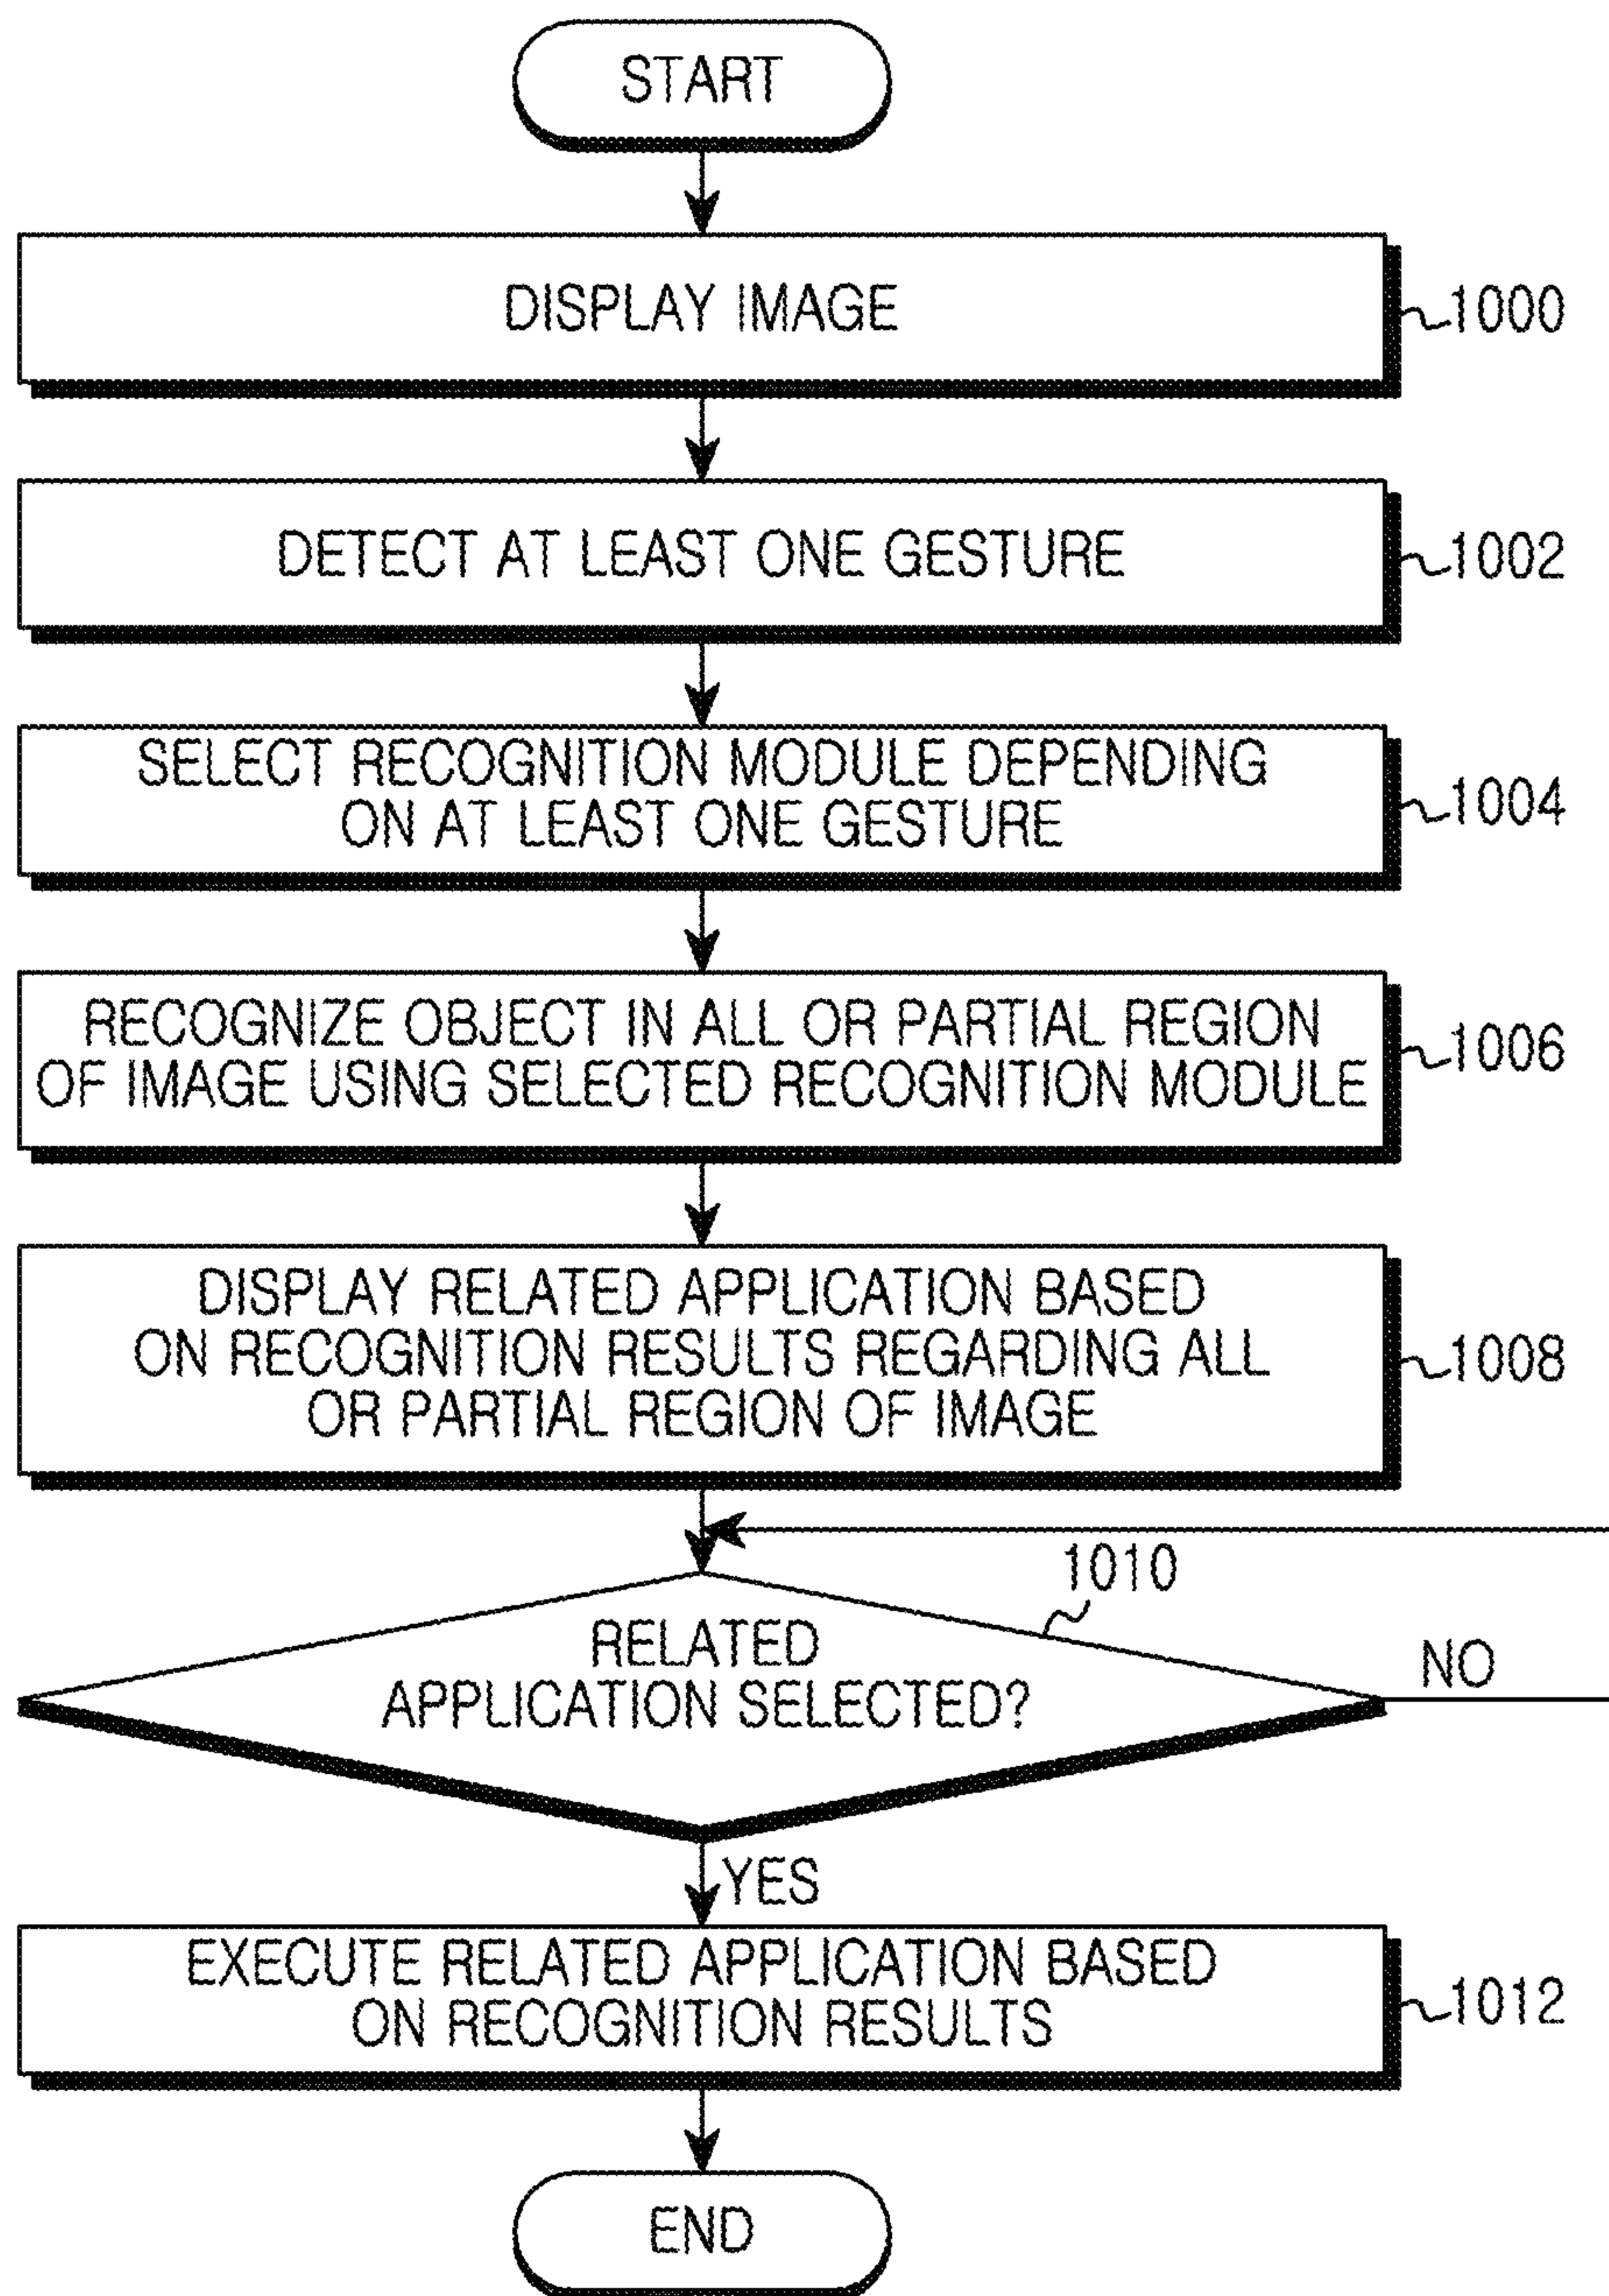 START
DISPLAY IMAGE
1000
DETECT AT LEAST ONE GESTURE
1002
SELECT RECOGNITION MODULE DEPENDING
ON AT LEAST ONE GESTURE
1004
RECOGNIZE OBJECT IN ALL OR PARTIAL REGION
OF IMAGE USING SELECTED RECOGNITION MODULE
1006
DISPLAY RELATED APPLICATION BASED
ON RECOGNITION RESULTS REGARDING ALL
OR PARTIAL REGION OF IMAGE
1008
1010
RELATED
APPLICATION SELECTED?
NO
YES
EXECUTE RELATED APPLICATION BASED
ON RECOGNITION RESULTS
1012
END